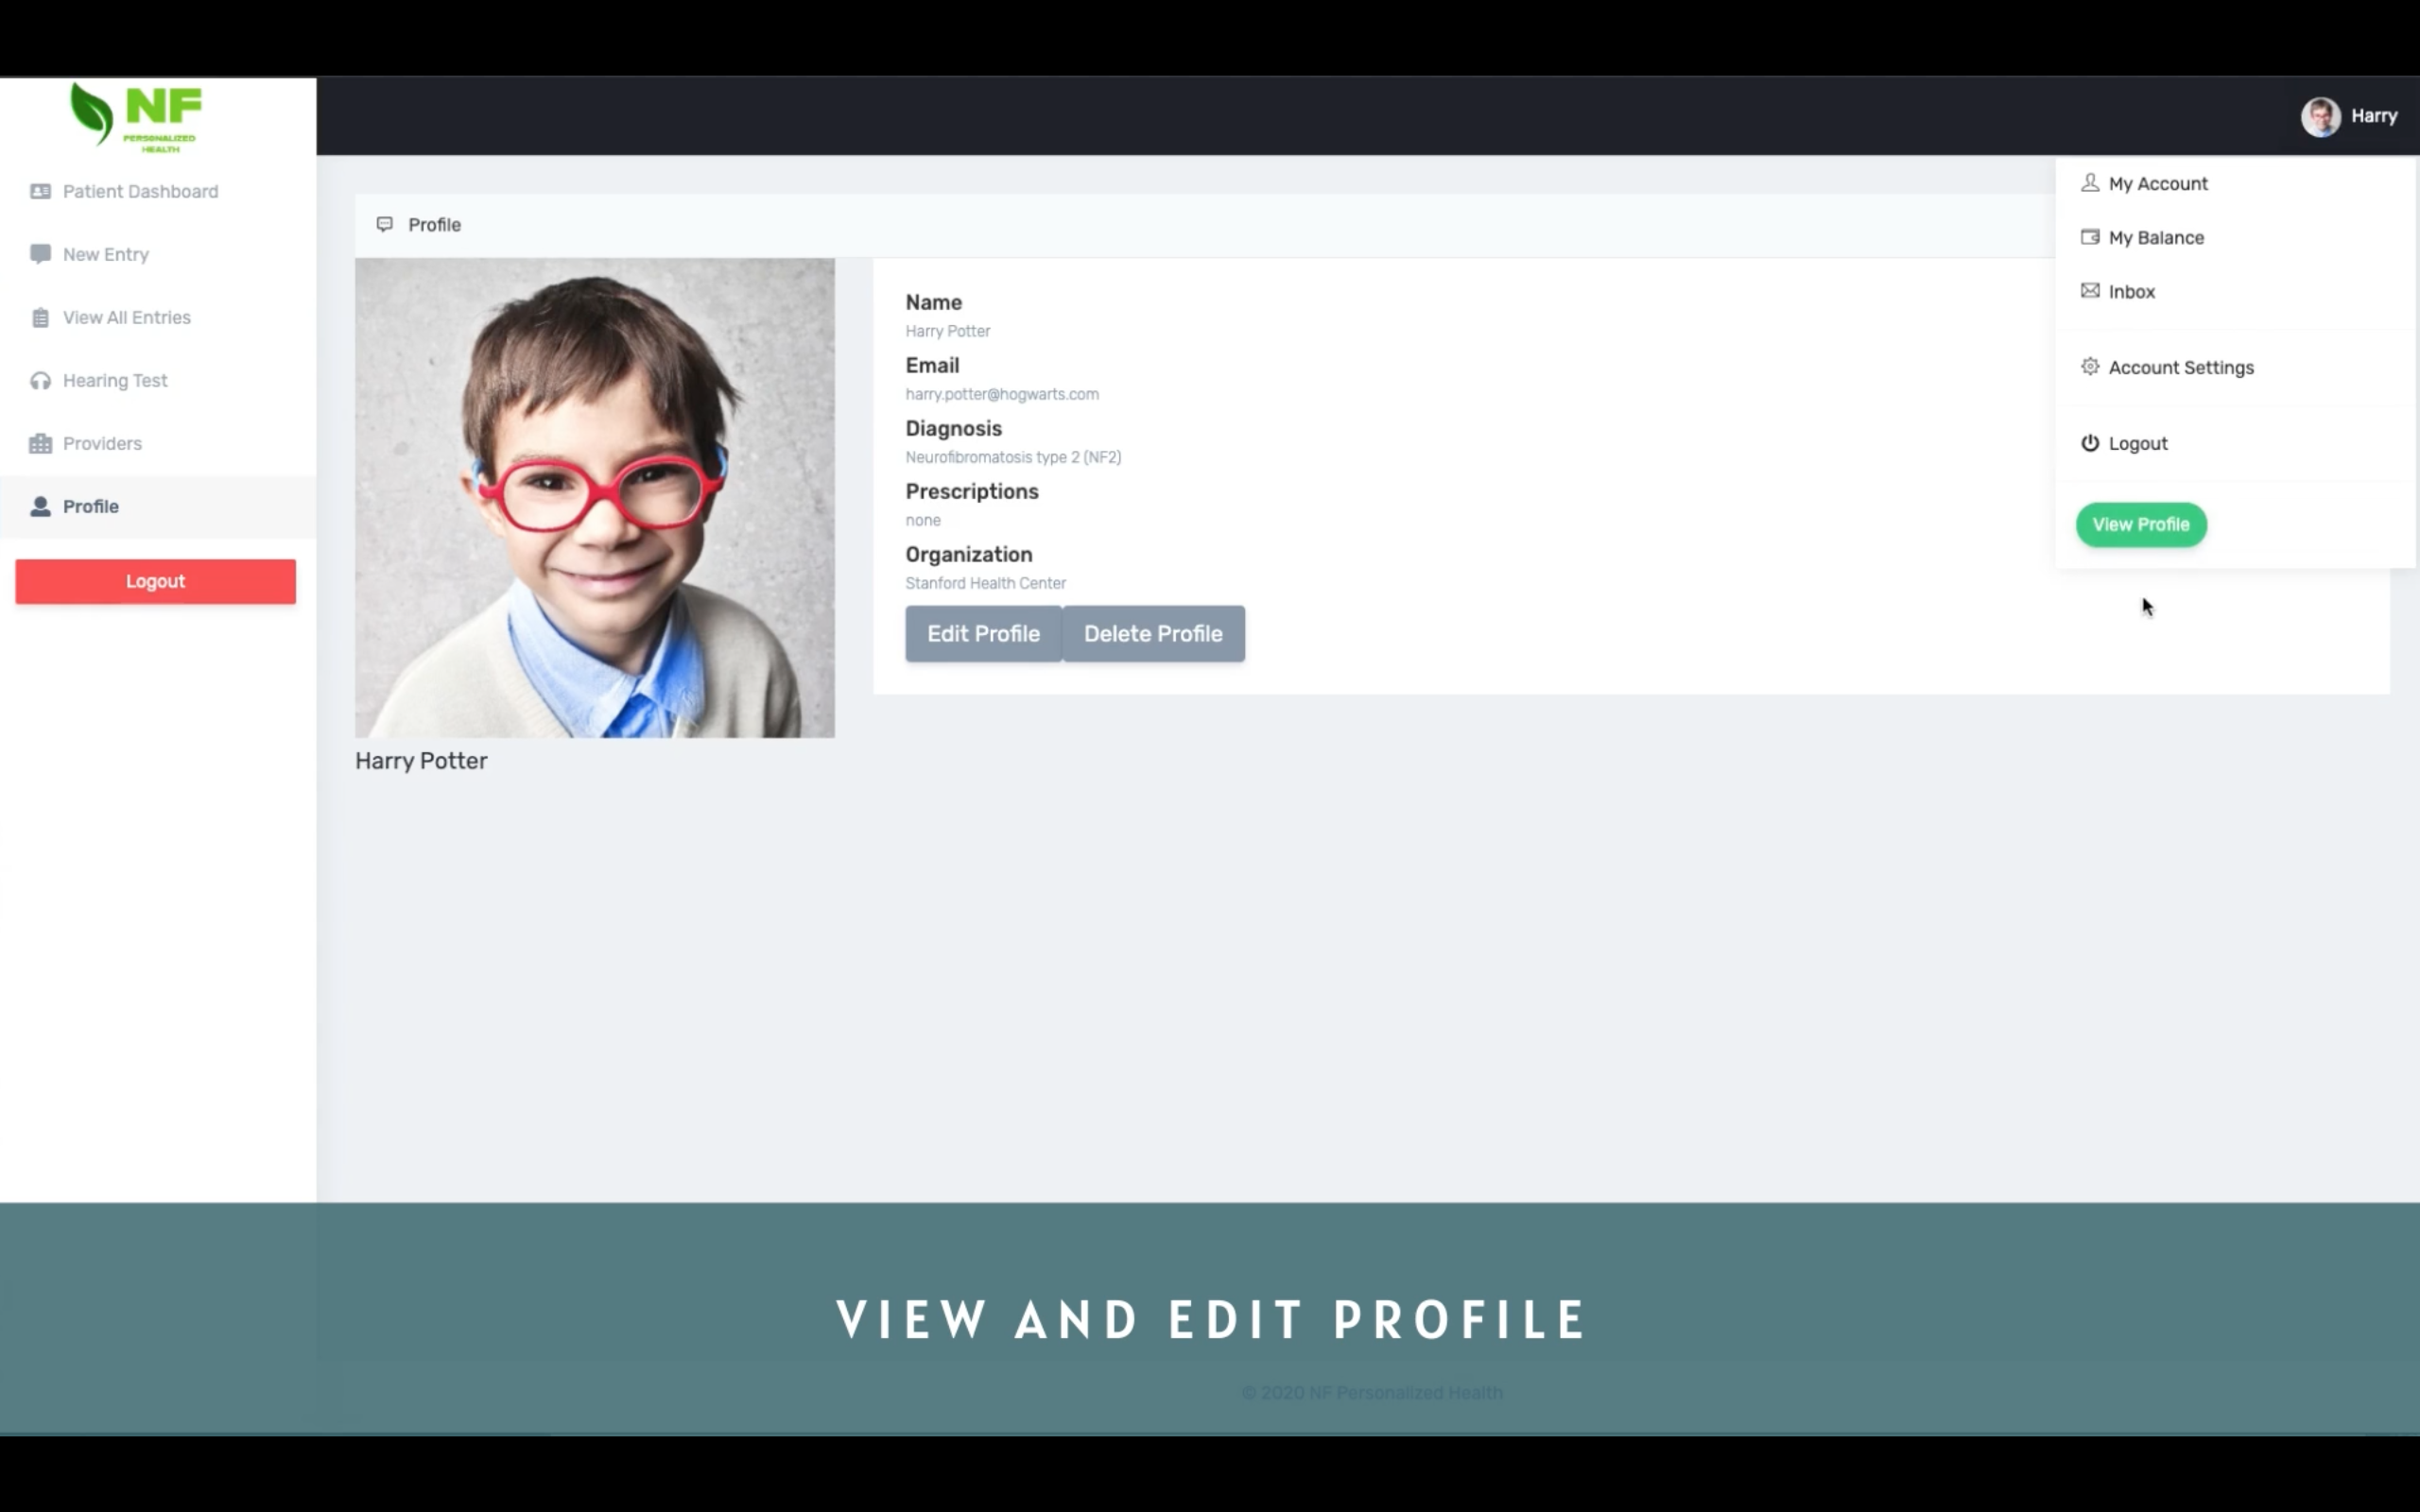 NF
PERSONALIZED
HEALTH
Harry
Patient Dashboard
New Entry
View All Entries
Hearing Test
Providers
Profile
Logout
Profile
Name
Harry Potter
Email
harry.potter@hogwarts.com
Diagnosis
Neurofibromatosis type 2 (NF2)
Prescriptions
none
Organization
Stanford Health Center
Edit Profile
Delete Profile
Harry Potter
My Account
My Balance
Inbox
Account Settings
Logout
View Profile
VIEW AND EDIT PROFILE
© 2020 NF Personalized Health